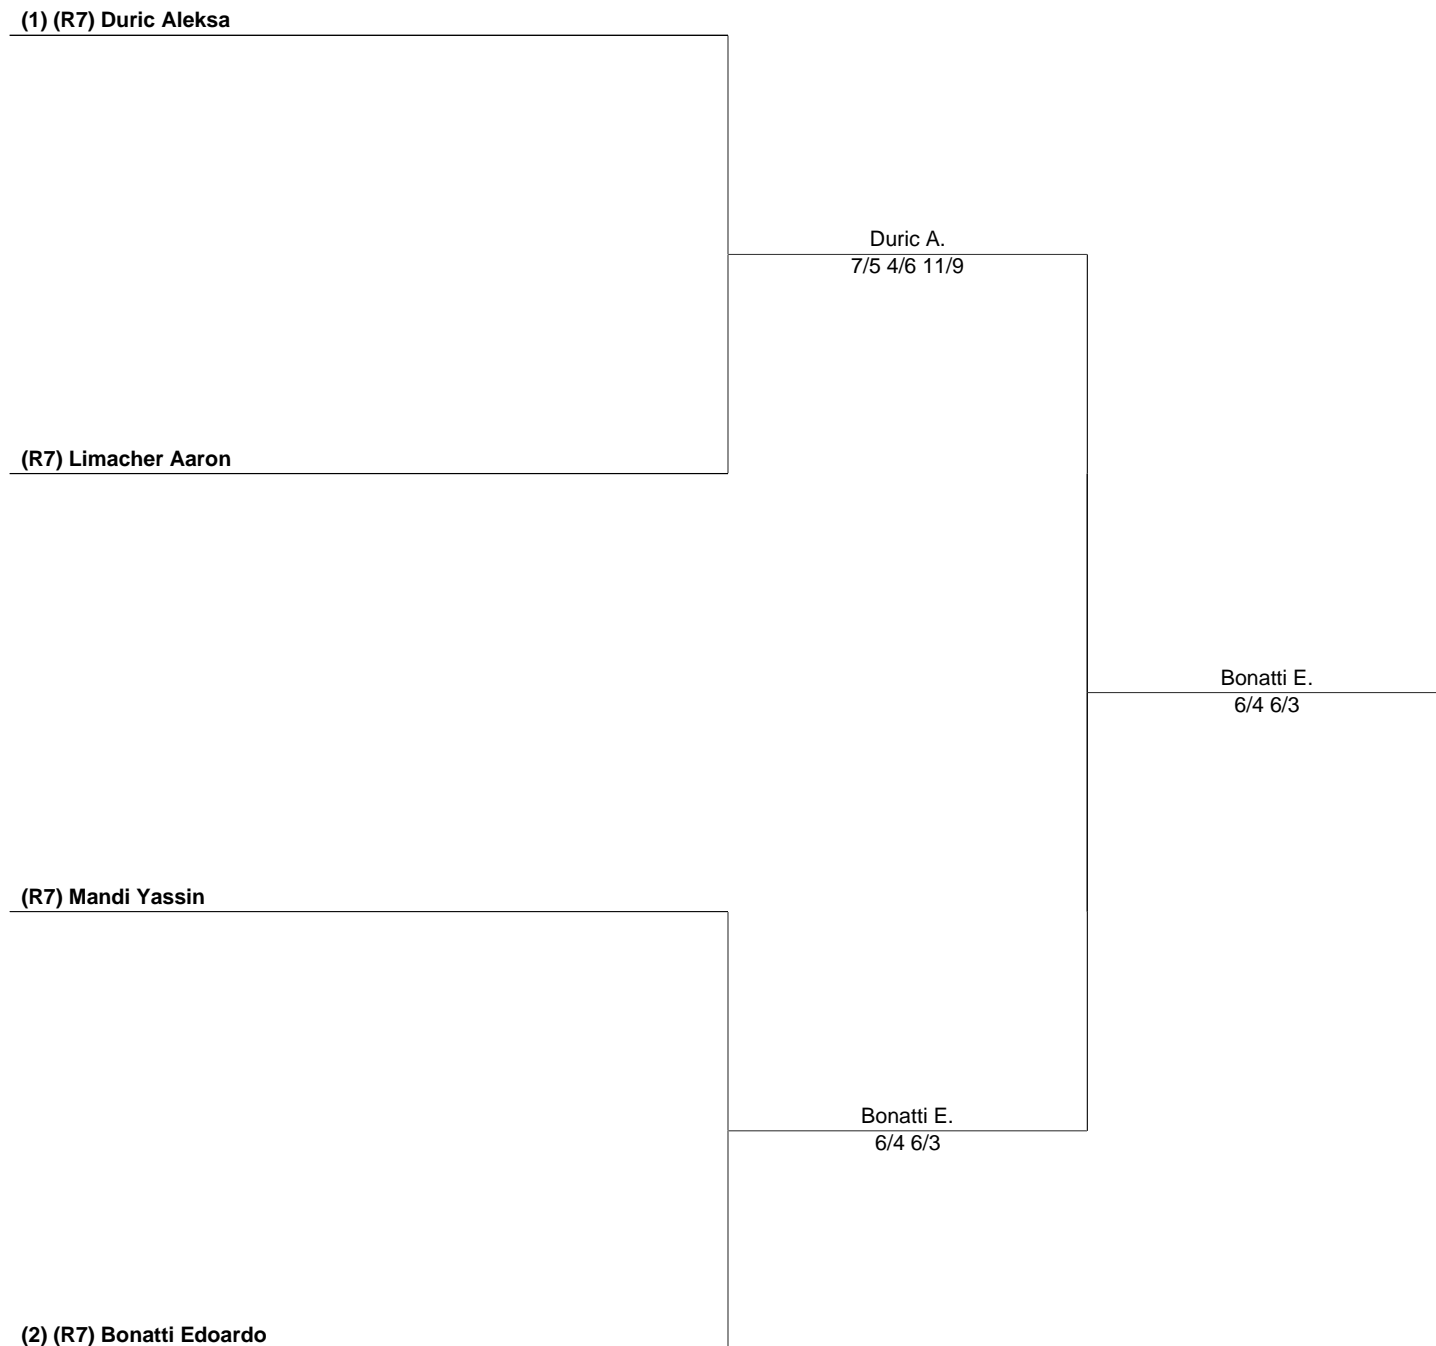 (1) (R7) Duric Aleksa
Duric A.
7/5 4/6 11/9
(R7) Limacher Aaron
Bonatti E.
6/4 6/3
(R7) Mandi Yassin
Bonatti E.
6/4 6/3
(2) (R7) Bonatti Edoardo